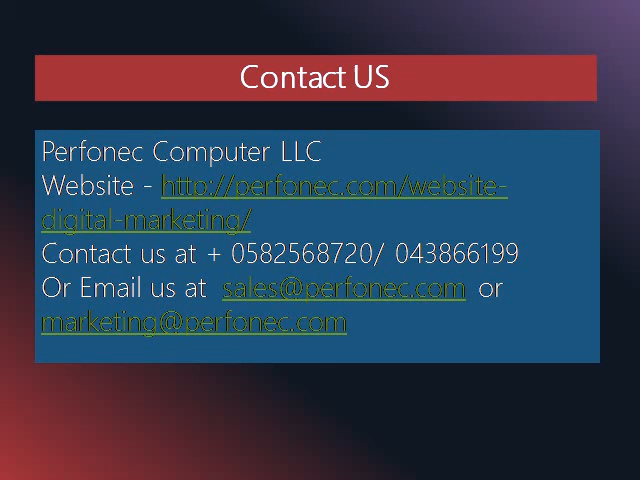 Contact US
Perfonec Computer LLC
Website - http://perfonec.com/website-
digital-marketing/
Contact us at + 0582568720/ 043866199
Or Email us at sales@perfonec.com or
marketing@perfonec.com